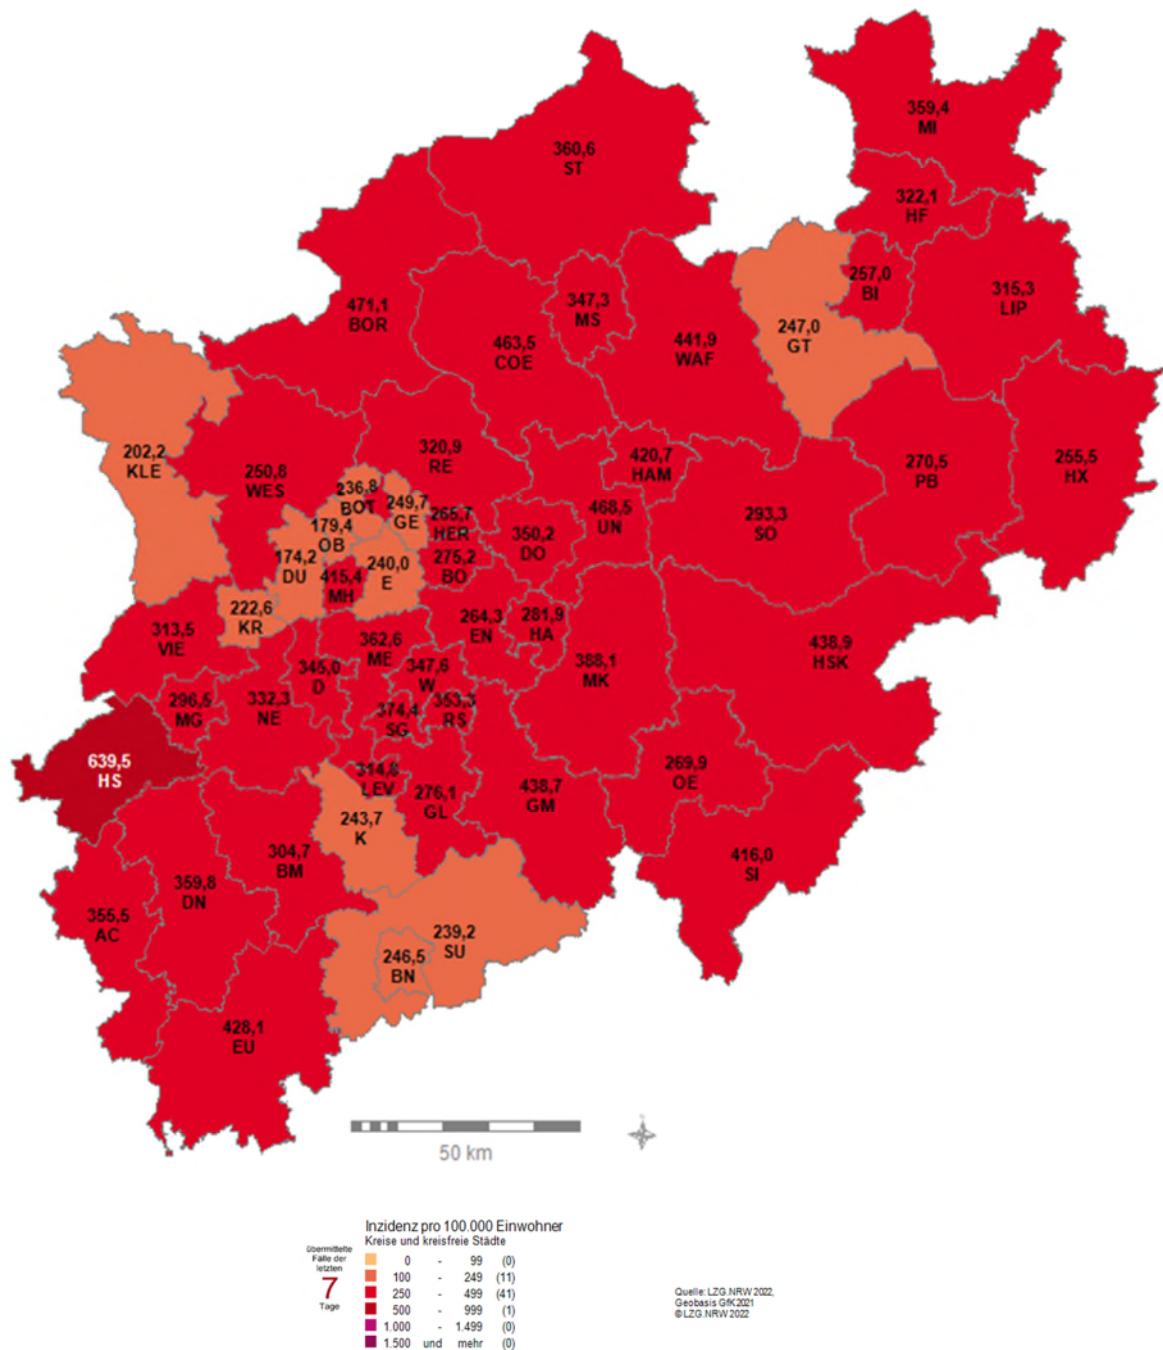 359,4
MI
360,6
ST
322,1
HF
257,0
BI
315,3
LIP
471,1
BOR
347,3
MS
247,0
GT
463,5
COE
441,9
WAF
202,2
KLE
320,9
RE
420,7
HAM
270,5
PB
255,5
HX
250,8
WES
236,8
BOT
249,7
GE
265,7
HER
468,5
UN
293,3
SO
179,4
OB
350,2
DO
174,2
DU
415,4
MH
240,0
E
275,2
BO
222,6
KR
264,3
EN
281,9
HA
313,5
VIE
362,6
ME
438,9
HSK
345,0
D
347,6
W
388,1
MK
296,5
MG
332,3
NE
374,4
SG
353,3
RS
639,5
HS
314,8
LEV
276,1
GL
438,7
GM
269,9
OE
243,7
K
304,7
BM
416,0
SI
359,8
DN
355,5
AC
239,2
SU
246,5
BN
428,1
EU
50 km
Inzidenz pro 100.000 Einwohner
Kreise und kreisfreie Städte
übermittelte
Fälle der
letzten
7
Tage
0 - 99 (0)
100 - 249 (11)
250 - 499 (41)
500 - 999 (1)
1.000 - 1.499 (0)
1.500 und mehr (0)
Quelle: LZG.NRW 2022,
Geobasis GfK 2021
©LZG.NRW 2022